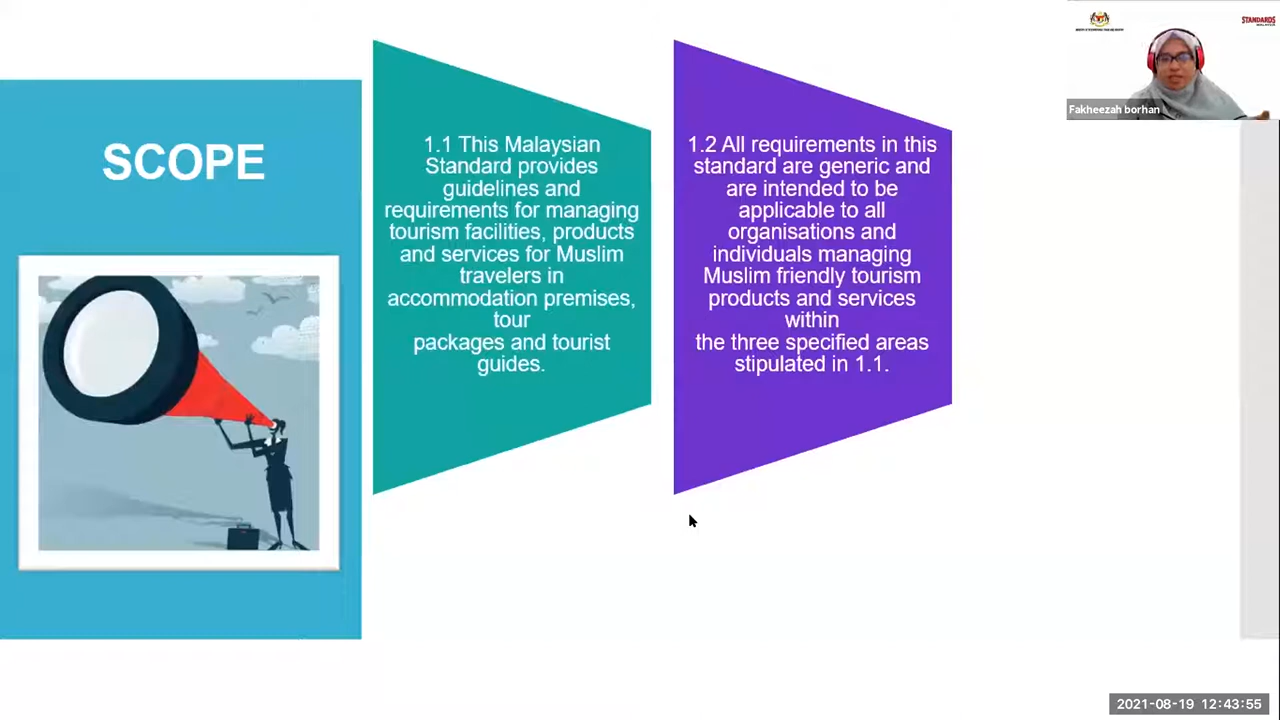 SCOPE
1.1 This Malaysian
Standard provides
guidelines and
requirements for managing
tourism facilities, products
and services for Muslim
travelers in
accommodation premises,
tour
packages and tourist
guides.
1.2 All requirements in this
standard are generic and
are intended to be
applicable to all
organisations and
individuals managing
Muslim friendly tourism
products and services
within
the three specified areas
stipulated in 1.1.
STANDARDS
Fakheezah borhan
2021-08-19 12:43:55